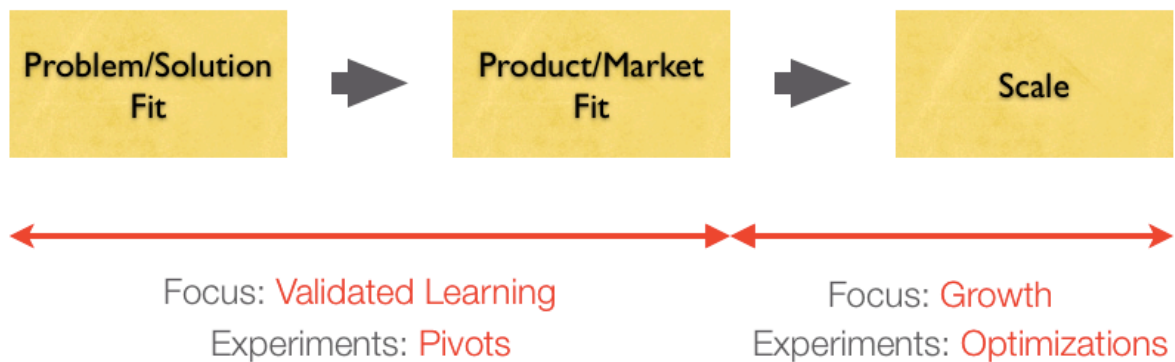 Problem/Solution
Fit
Product/Market
Fit
Scale
Focus: Validated Learning
Experiments: Pivots
Focus: Growth
Experiments: Optimizations